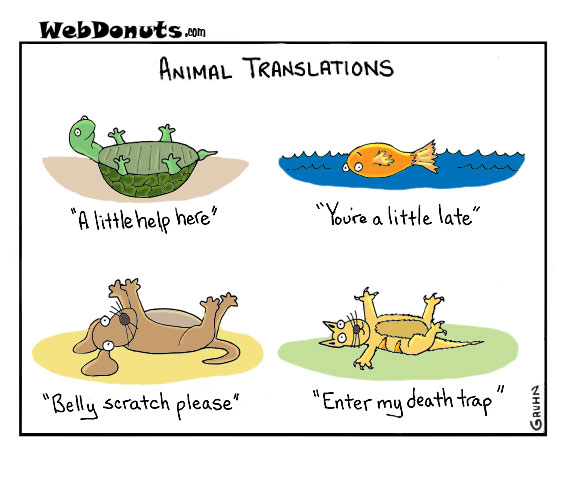 WebDonuts.com
ANIMAL TRANSLATIONS
"A little help here"
"You're a little late"
"Belly scratch please"
"Enter my death trap"
GRUHN